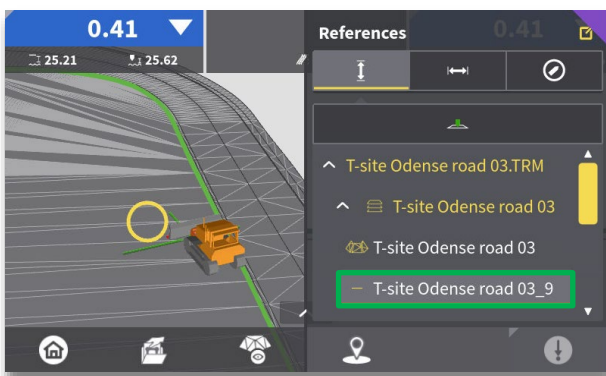 0.41
25.21
25.62
References
0.41
T-site Odense road 03.TRM
T-site Odense road 03
T-site Odense road 03
T-site Odense road 03_9